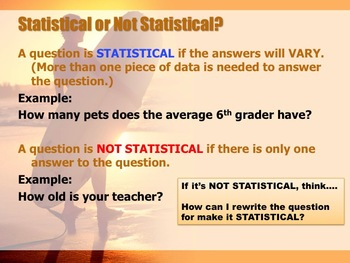 Statistical or Not Statistical?
A question is STATISTICAL if the answers will VARY.
(More than one piece of data is needed to answer
the question.)
Example:
How many pets does the average 6th grader have?
A question is NOT STATISTICAL if there is only one
answer to the question.
Example:
How old is your teacher?
If it's NOT STATISTICAL, think....
How can I rewrite the question
for make it STATISTICAL?